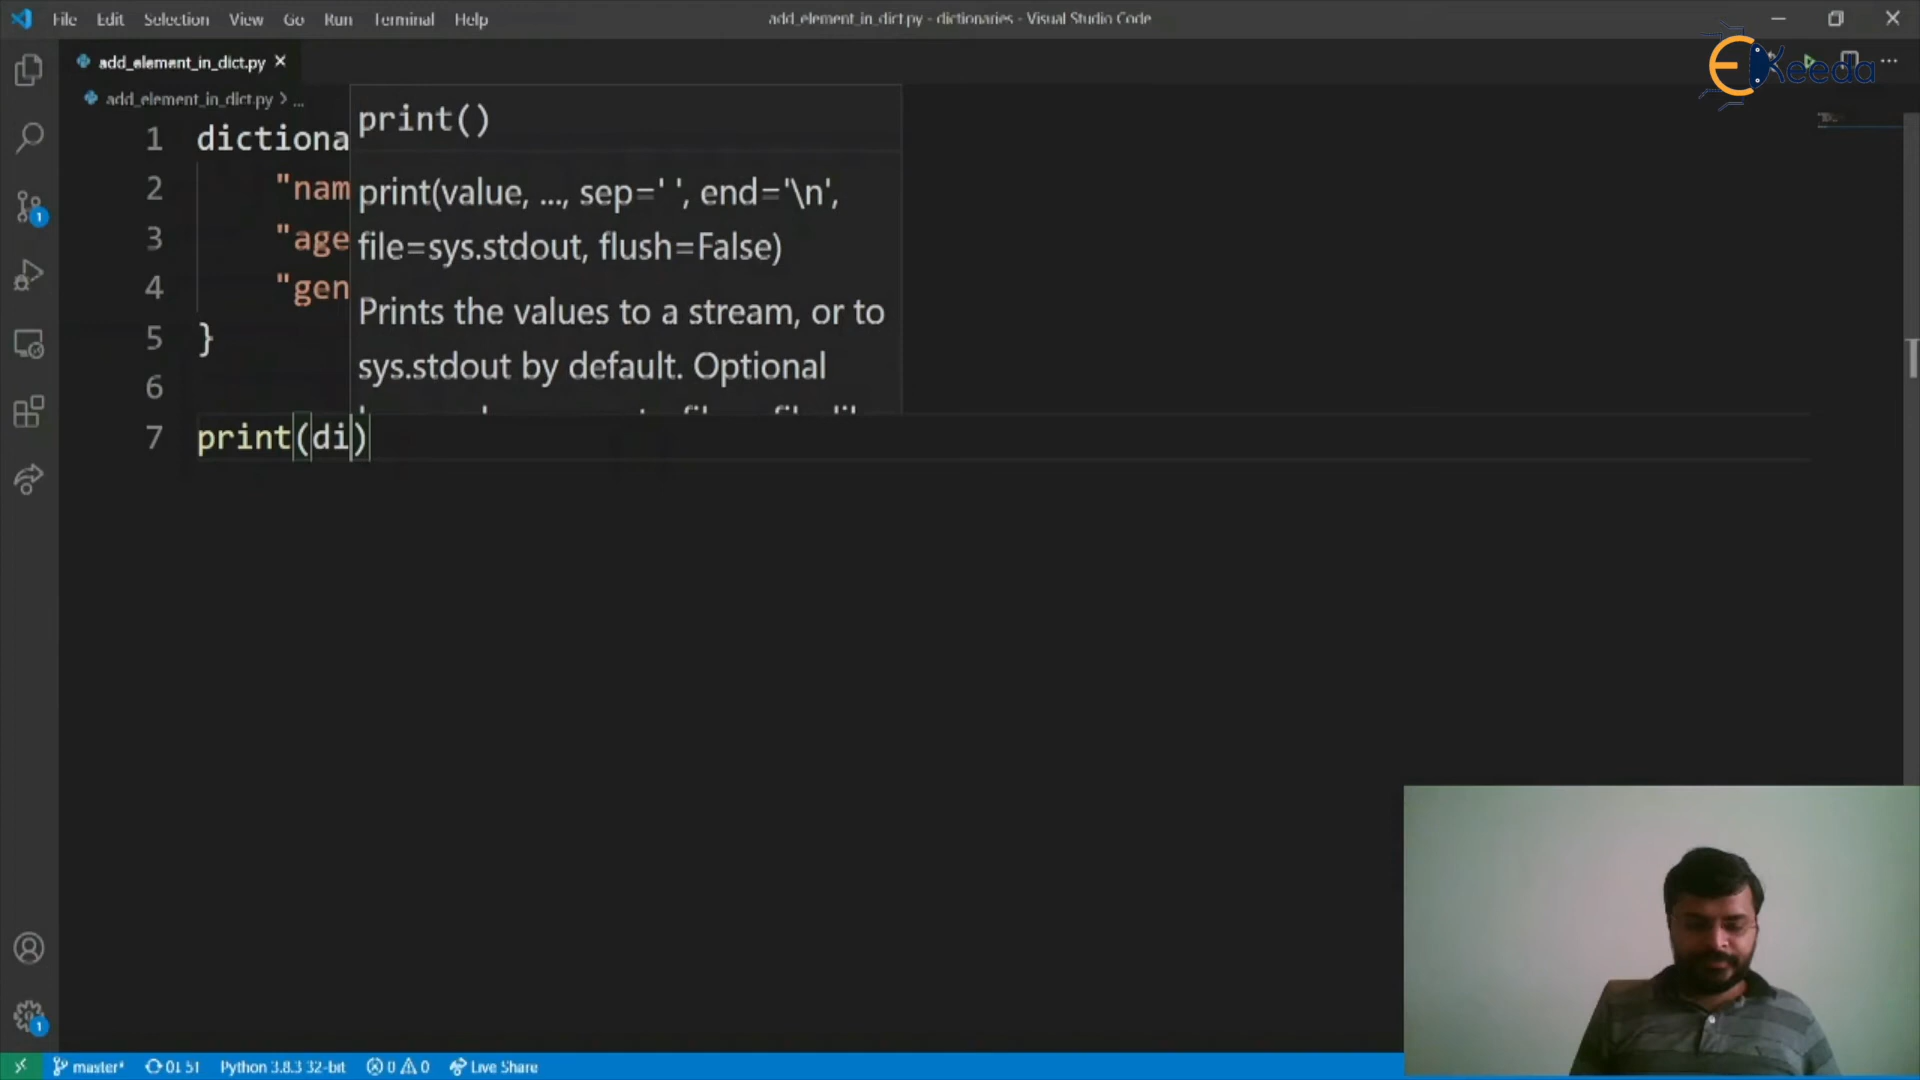 File Edit Selection View Go Run Terminal Help
add_element_in_dict.py - dictionaries - Visual Studio Code
EKeeda
add_element_in_dict.py
add_element_in_dict.py > ...
print()
1 dictiona
2 "nam
print(value, ..., sep=' ', end='\n',
3 "age
file=sys.stdout, flush=False)
4 "gen
Prints the values to a stream, or to
5 }
sys.stdout by default. Optional
6
7 print(di)
1
1
master* 0↓ 5↑ Python 3.8.3 32-bit 0 0 Live Share